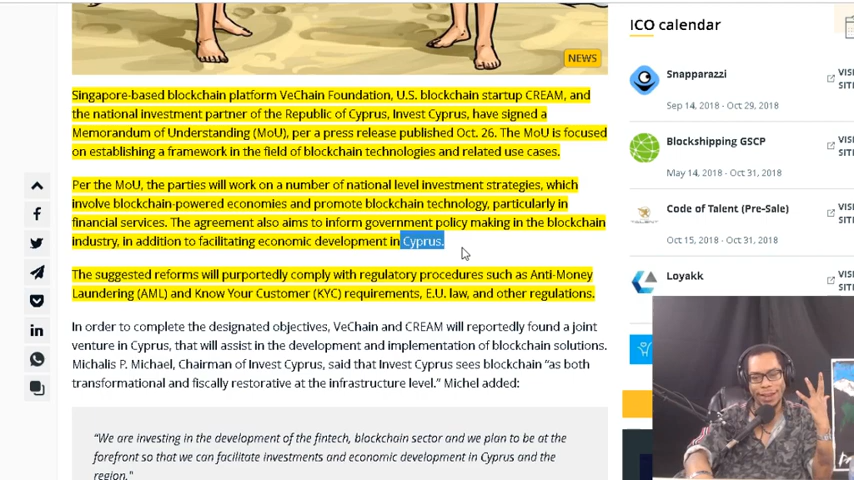 NEWS
Singapore-based blockchain platform VeChain Foundation, U.S. blockchain startup CREAM, and
the national investment partner of the Republic of Cyprus, Invest Cyprus, have signed a
Memorandum of Understanding (MoU), per a press release published Oct. 26. The MoU is focused
on establishing a framework in the field of blockchain technologies and related use cases.
Per the MoU, the parties will work on a number of national level investment strategies, which
involve blockchain-powered economies and promote blockchain technology, particularly in
financial services. The agreement also aims to inform government policy making in the blockchain
industry, in addition to facilitating economic development in Cyprus.
The suggested reforms will purportedly comply with regulatory procedures such as Anti-Money
Laundering (AML) and Know Your Customer (KYC) requirements, E.U. law, and other regulations.
In order to complete the designated objectives, VeChain and CREAM will reportedly found a joint
venture in Cyprus, that will assist in the development and implementation of blockchain solutions.
Michalis P. Michael, Chairman of Invest Cyprus, said that Invest Cyprus sees blockchain “as both
transformational and fiscally restorative at the infrastructure level.” Michel added:
“We are investing in the development of the fintech, blockchain sector and we plan to be at the
forefront so that we can facilitate investments and economic development in Cyprus and the
region.”
ICO calendar
Snapparazzi
Sep 14, 2018 - Oct 29, 2018
VISI
SIT
Blockshipping GSCP
May 14, 2018 - Oct 31, 2018
VISI
SIT
Code of Talent (Pre-Sale)
Oct 15, 2018 - Oct 31, 2018
VISI
SIT
Loyakk
VISI
SIT